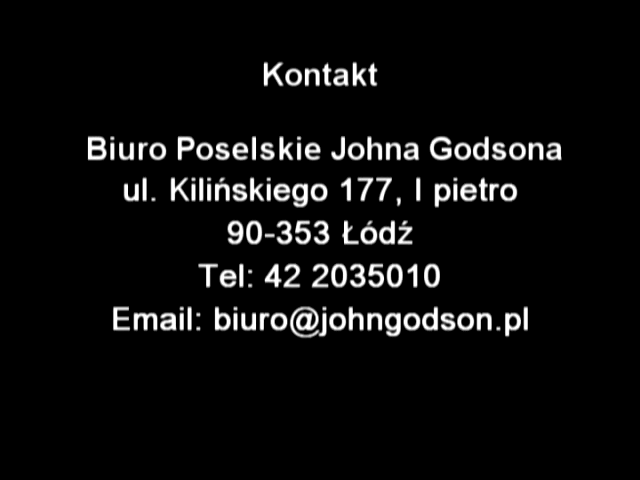 Kontakt
Biuro Poselskie Johna Godsona
ul. Kilińskiego 177, I pietro
90-353 Łódź
Tel: 42 2035010
Email: biuro@johngodson.pl